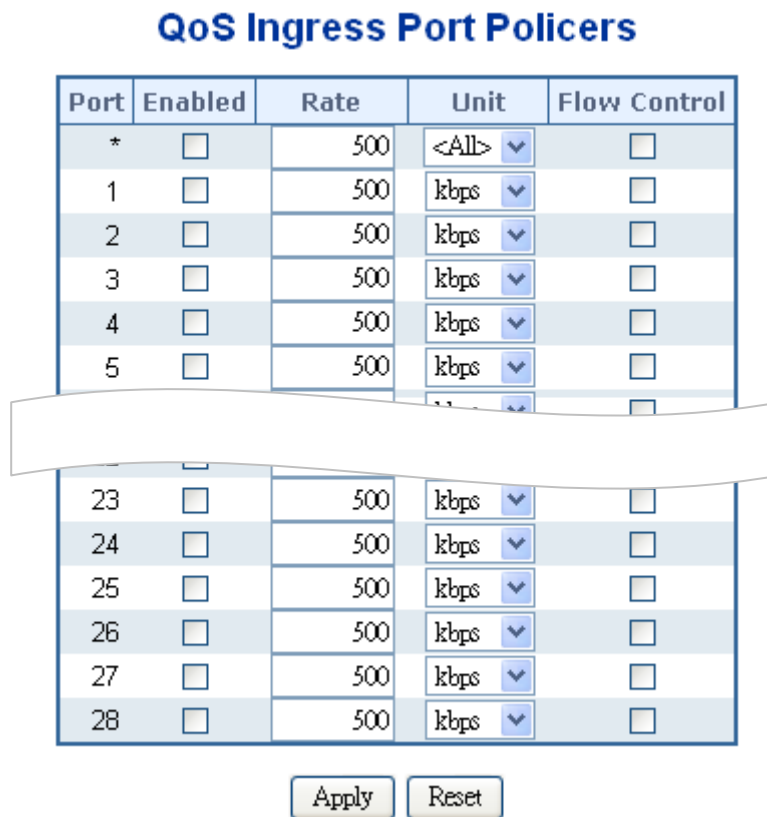 QoS Ingress Port Policers
Port Enabled Rate Unit Flow Control
* 500 <All>
1 500 kbps
2 500 kbps
3 500 kbps
4 500 kbps
5 500 kbps
23 500 kbps
24 500 kbps
25 500 kbps
26 500 kbps
27 500 kbps
28 500 kbps
Apply Reset